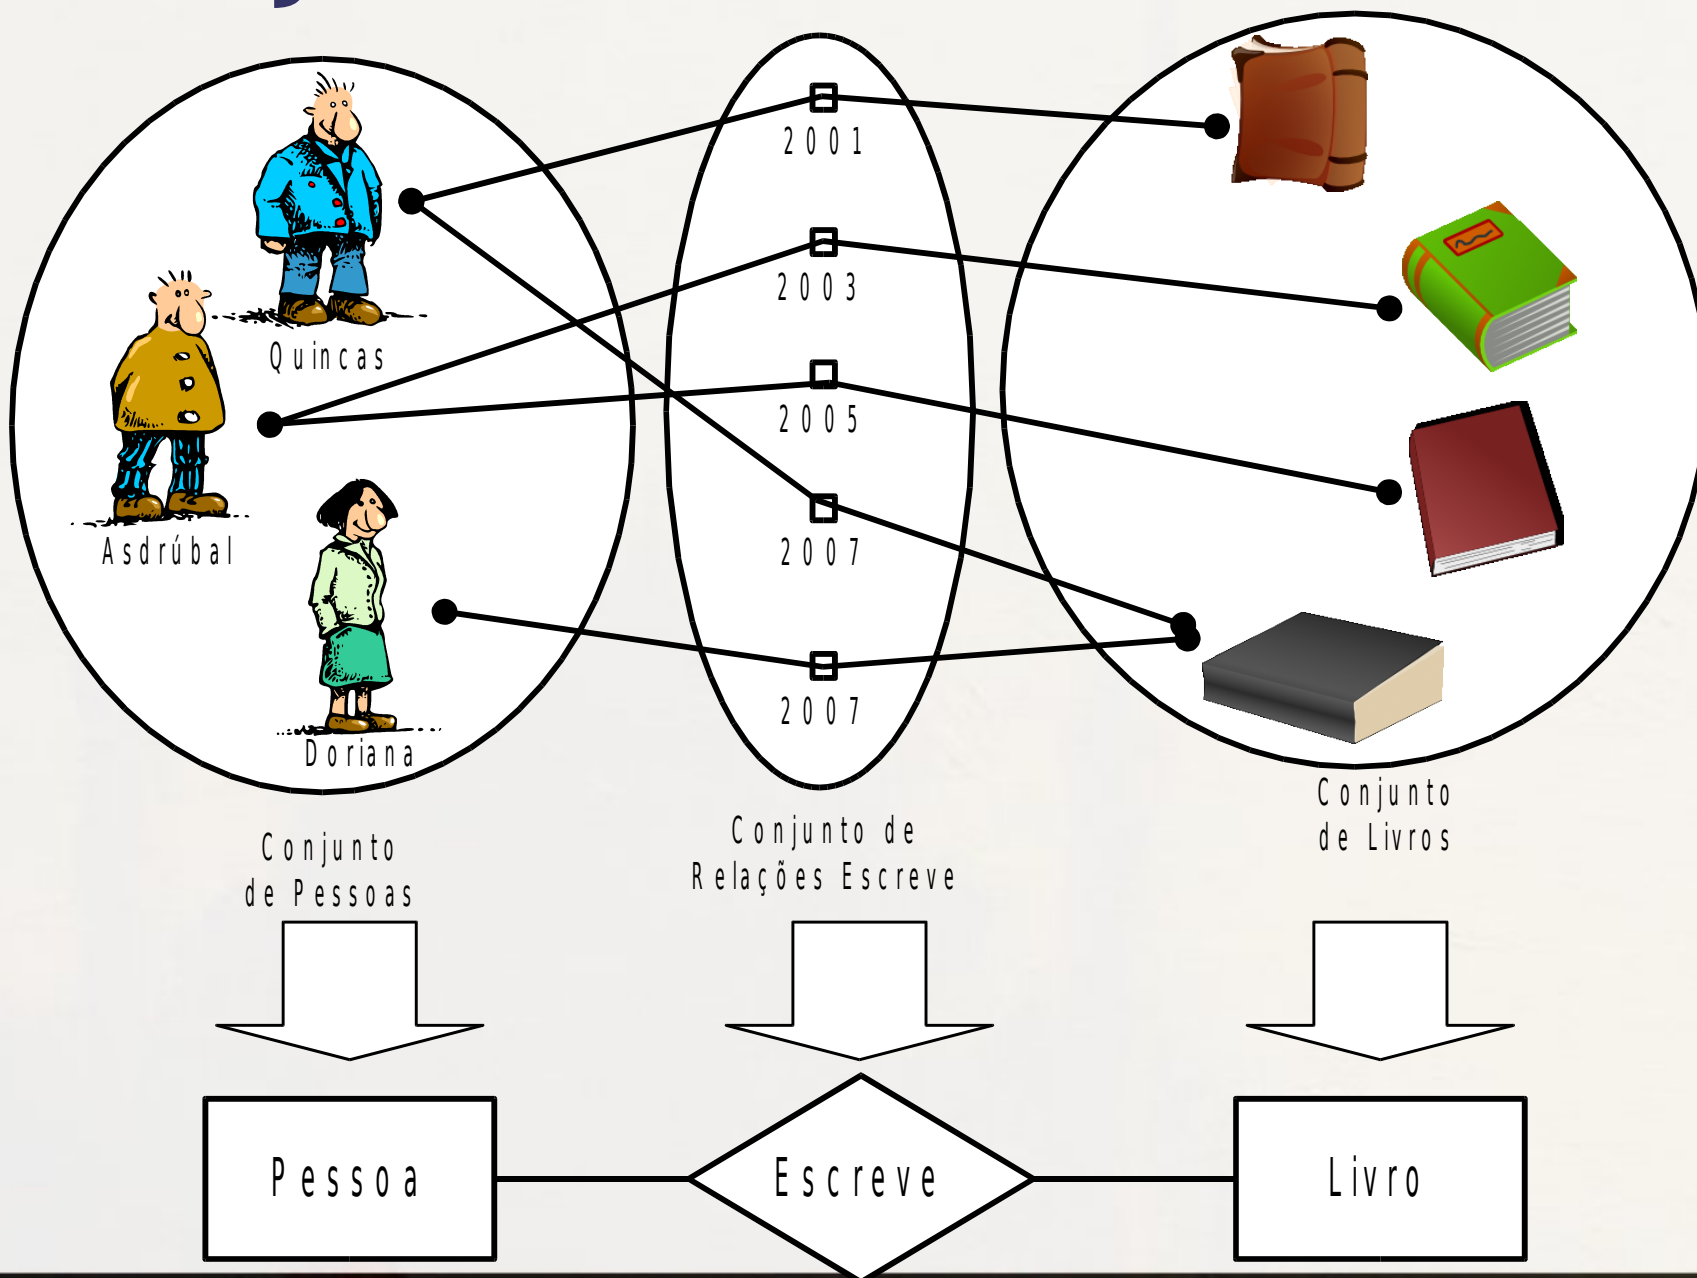 2001
2003
2005
2007
2007
Quincas
Asdrúbal
Doriana
Conjunto
de Pessoas
Conjunto de
Relações Escreve
Conjunto
de Livros
Pessoa
Escreve
Livro